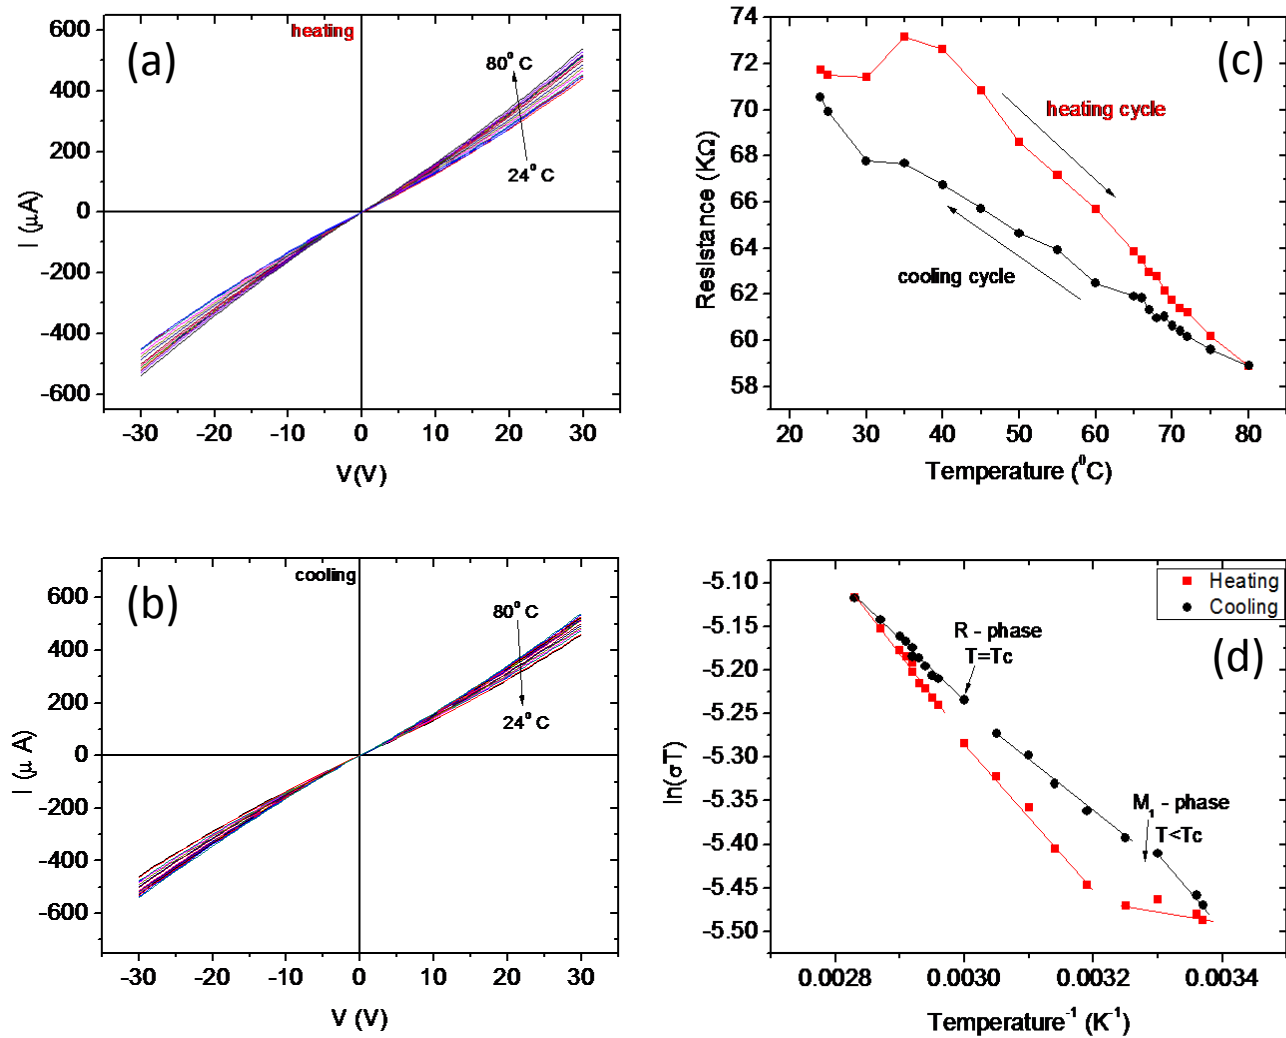 (a)
heating
80° C
24° C
600
400
200
0
-200
-400
-600
I (μA)
-30 -20 -10 0 10 20 30
V(V)
(c)
heating cycle
cooling cycle
74
72
70
68
66
64
62
60
58
Resistance (KΩ)
20 30 40 50 60 70 80
Temperature (⁰C)
(b)
cooling
80° C
24° C
600
400
200
0
-200
-400
-600
I (μ A)
-30 -20 -10 0 10 20 30
V (V)
Heating
Cooling
(d)
R - phase
T=Tc
M₁ - phase
T<Tc
-5.10
-5.15
-5.20
-5.25
-5.30
-5.35
-5.40
-5.45
-5.50
ln(σT)
0.0028 0.0030 0.0032 0.0034
Temperature⁻¹ (K⁻¹)